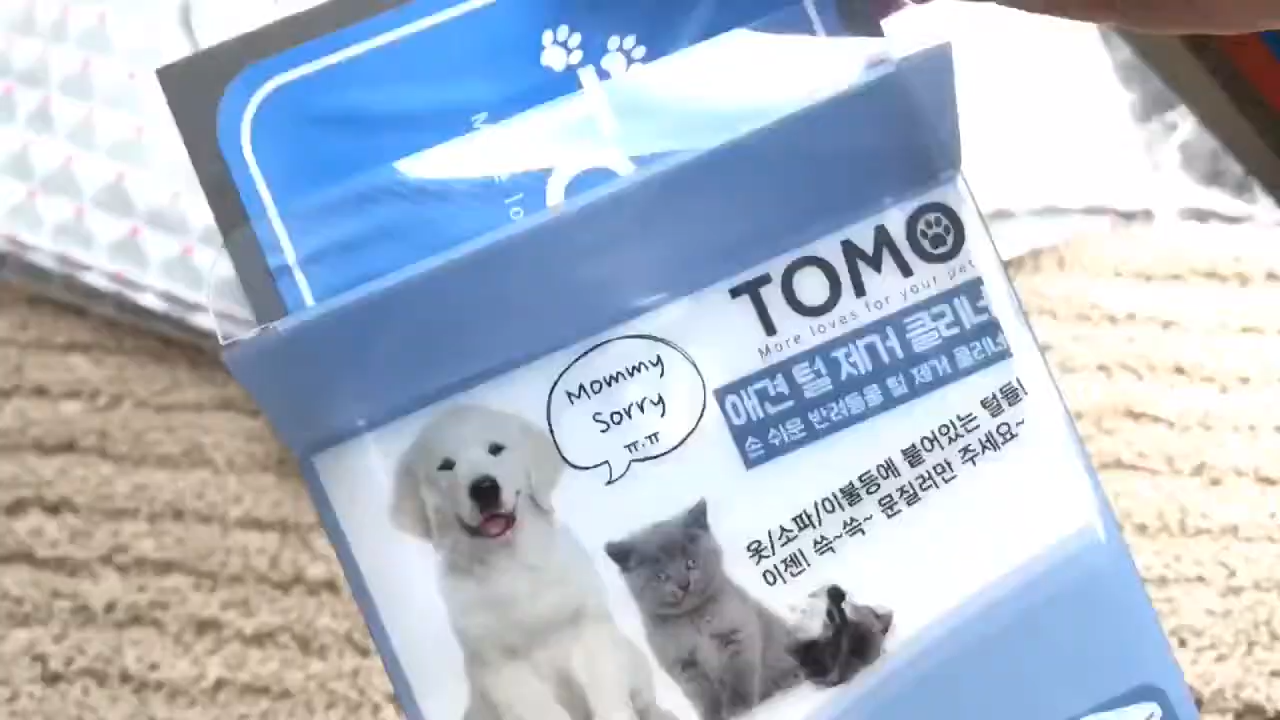 TOMO
More loves for your pet
애견 털 제거 클리너
손 쉬운 반려동물 털 제거 클리너
Mommy
Sorry
ㅠ.ㅠ
옷/소파/이불등에 붙어있는 털들!
이젠! 쓱~쓱~ 문질러만 주세요~